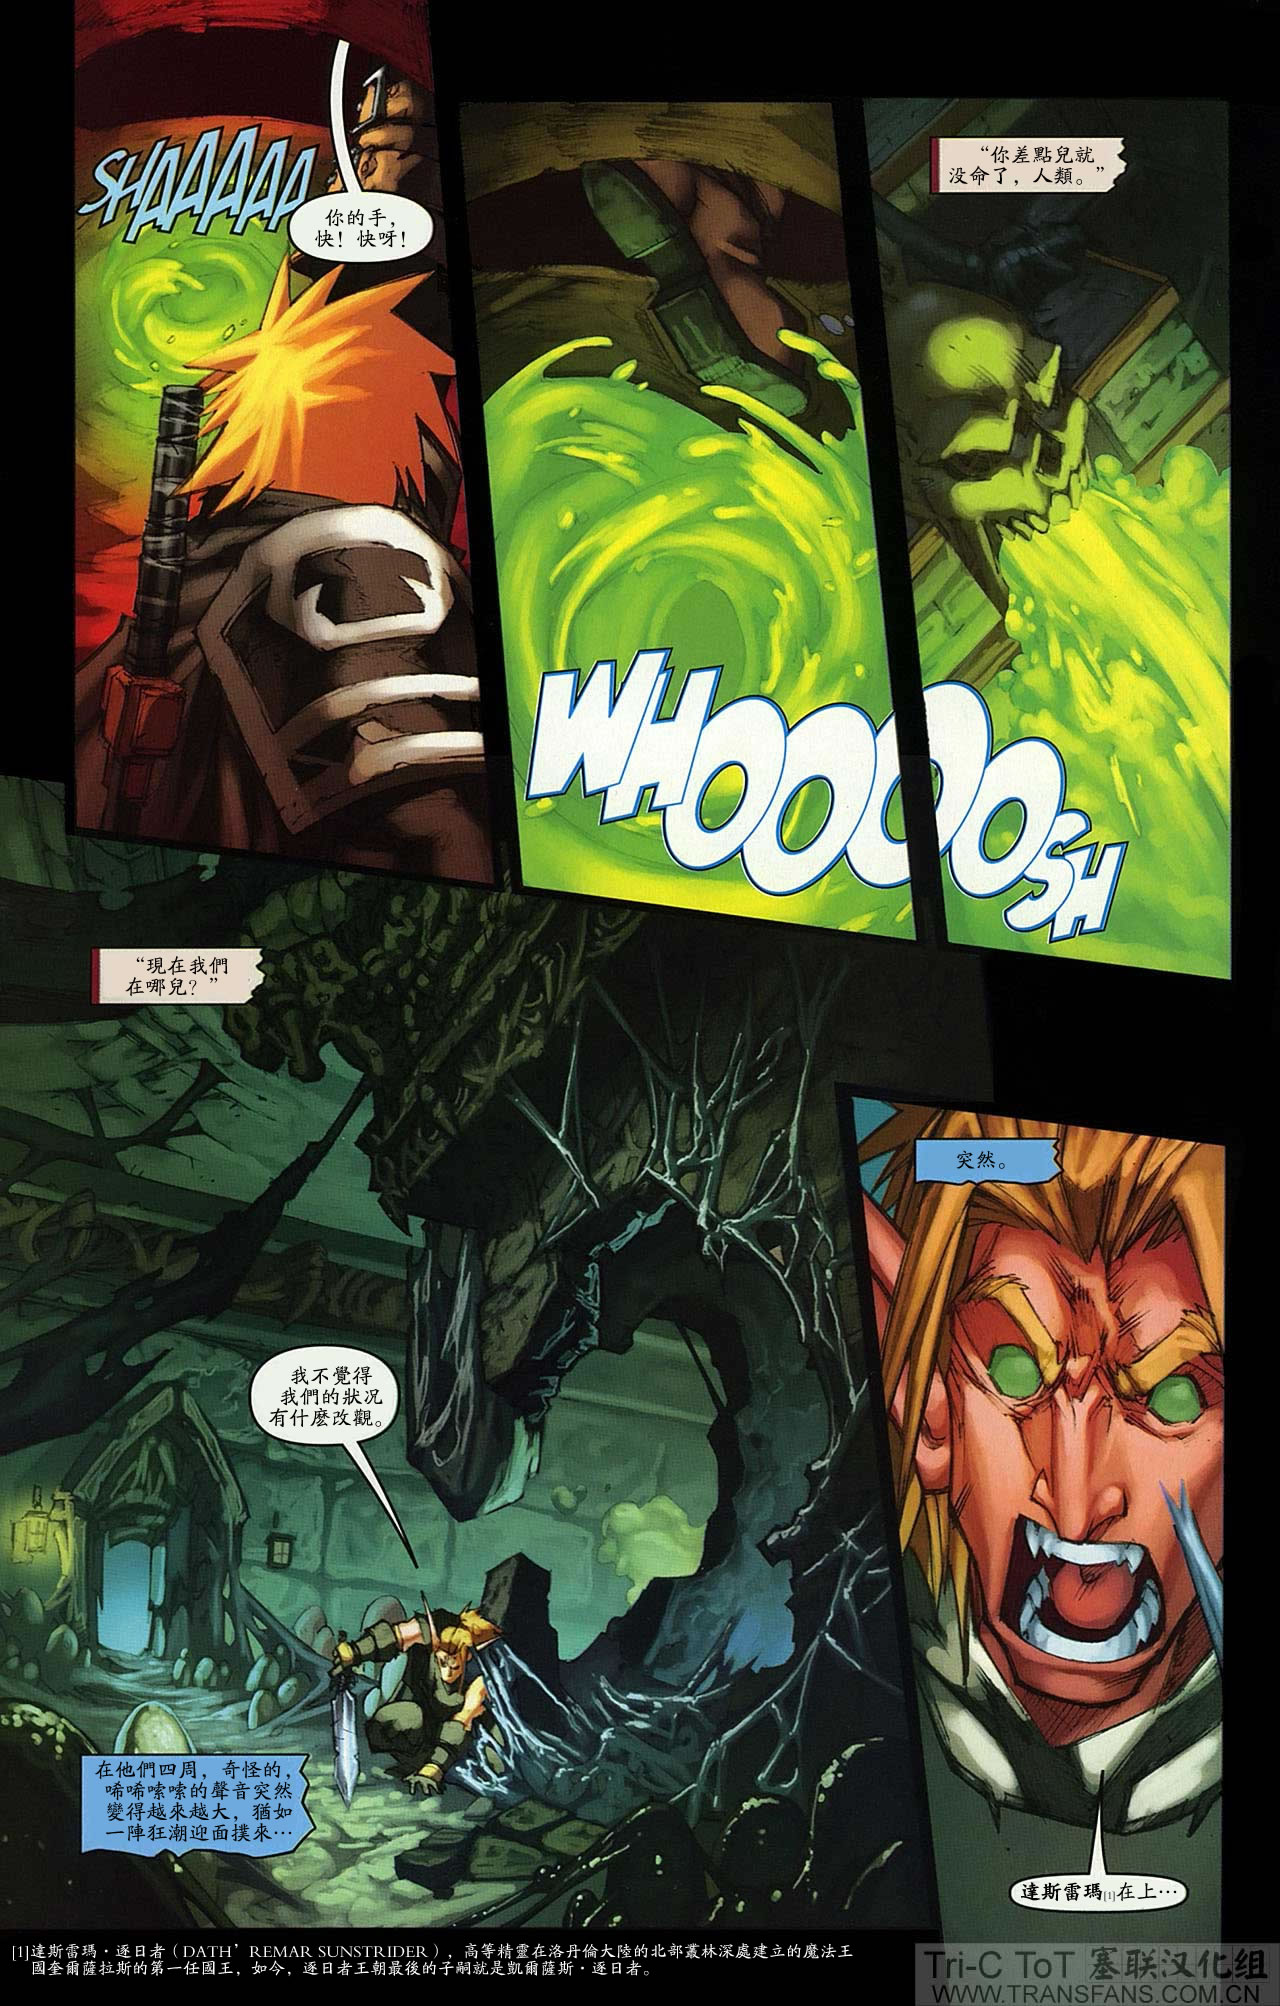 SHAAAAAA
你的手，
快！快呀！
“你差點兒就
没命了，人類。”
WHOOOOOSH
“現在我們
在哪兒？”
突然。
我不覺得
我們的狀况
有什麽改觀。
在他們四周，奇怪的，
唏唏嗦嗦的聲音突然
變得越來越大，猶如
一陣狂潮迎面撲來…
達斯雷瑪[1]在上…
[1]達斯雷瑪·逐日者（DATH’REMAR SUNSTRIDER），高等精靈在洛丹倫大陸的北部叢林深處建立的魔法王
國奎爾薩拉斯的第一任國王，如今，逐日者王朝最後的子嗣就是凱爾薩斯·逐日者。
Tri-C ToT 塞联汉化组
WWW.TRANSFANS.COM.CN